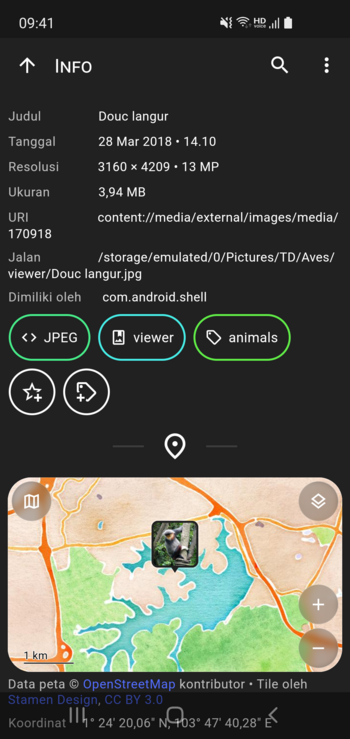 09:41
HD
VOICE
INFO
Judul Douc langur
Tanggal 28 Mar 2018 • 14.10
Resolusi 3160 × 4209 • 13 MP
Ukuran 3,94 MB
URI content://media/external/images/media/
170918
Jalan /storage/emulated/0/Pictures/TD/Aves/
viewer/Douc langur.jpg
Dimiliki oleh com.android.shell
JPEG viewer animals
1 km
Data peta © OpenStreetMap kontributor • Tile oleh
Stamen Design, CC BY 3.0
Koordinat 1° 24′ 20,06″ N, 103° 47′ 40,28″ E